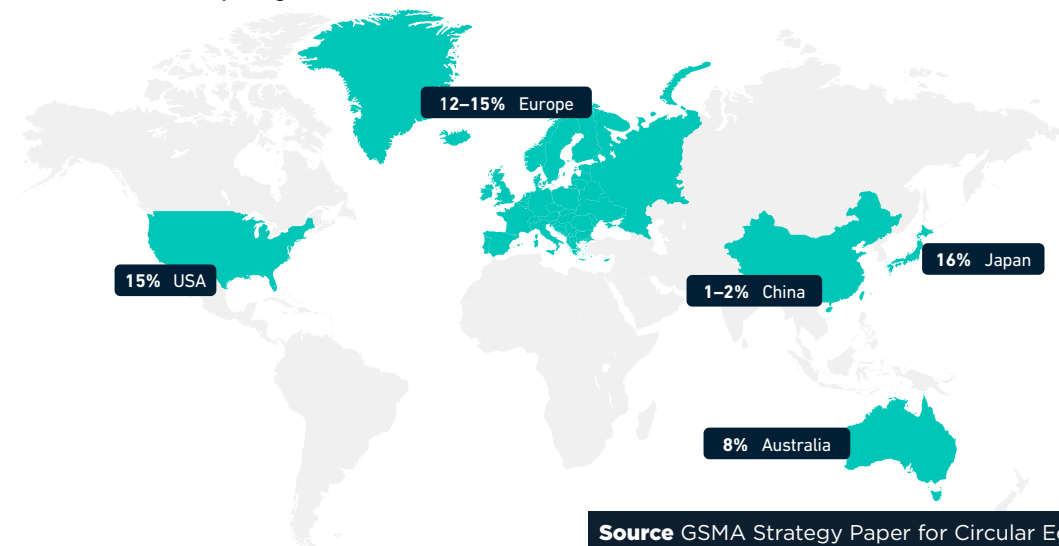 12–15% Europe
15% USA
16% Japan
1–2% China
8% Australia
Source GSMA Strategy Paper for Circular